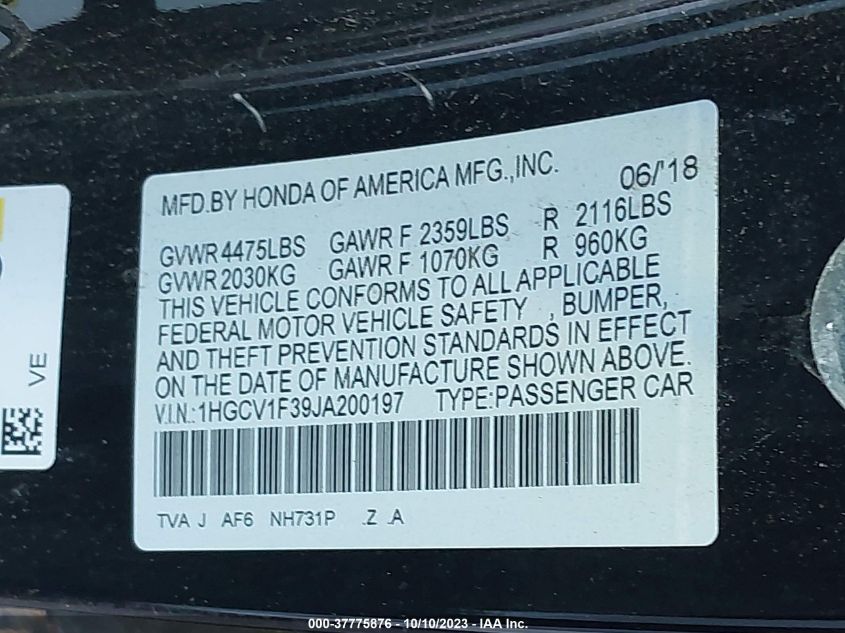 MFD.BY HONDA OF AMERICA MFG.,INC. 06/'18
GVWR 4475LBS GAWR F 2359LBS R 2116LBS
GVWR 2030KG GAWR F 1070KG R 960KG
THIS VEHICLE CONFORMS TO ALL APPLICABLE
FEDERAL MOTOR VEHICLE SAFETY , BUMPER,
AND THEFT PREVENTION STANDARDS IN EFFECT
ON THE DATE OF MANUFACTURE SHOWN ABOVE.
V.I.N.: 1HGCV1F39JA200197 TYPE:PASSENGER CAR
TVA J AF6 NH731P .Z .A
VE
000-37775876 - 10/10/2023 - IAA Inc.